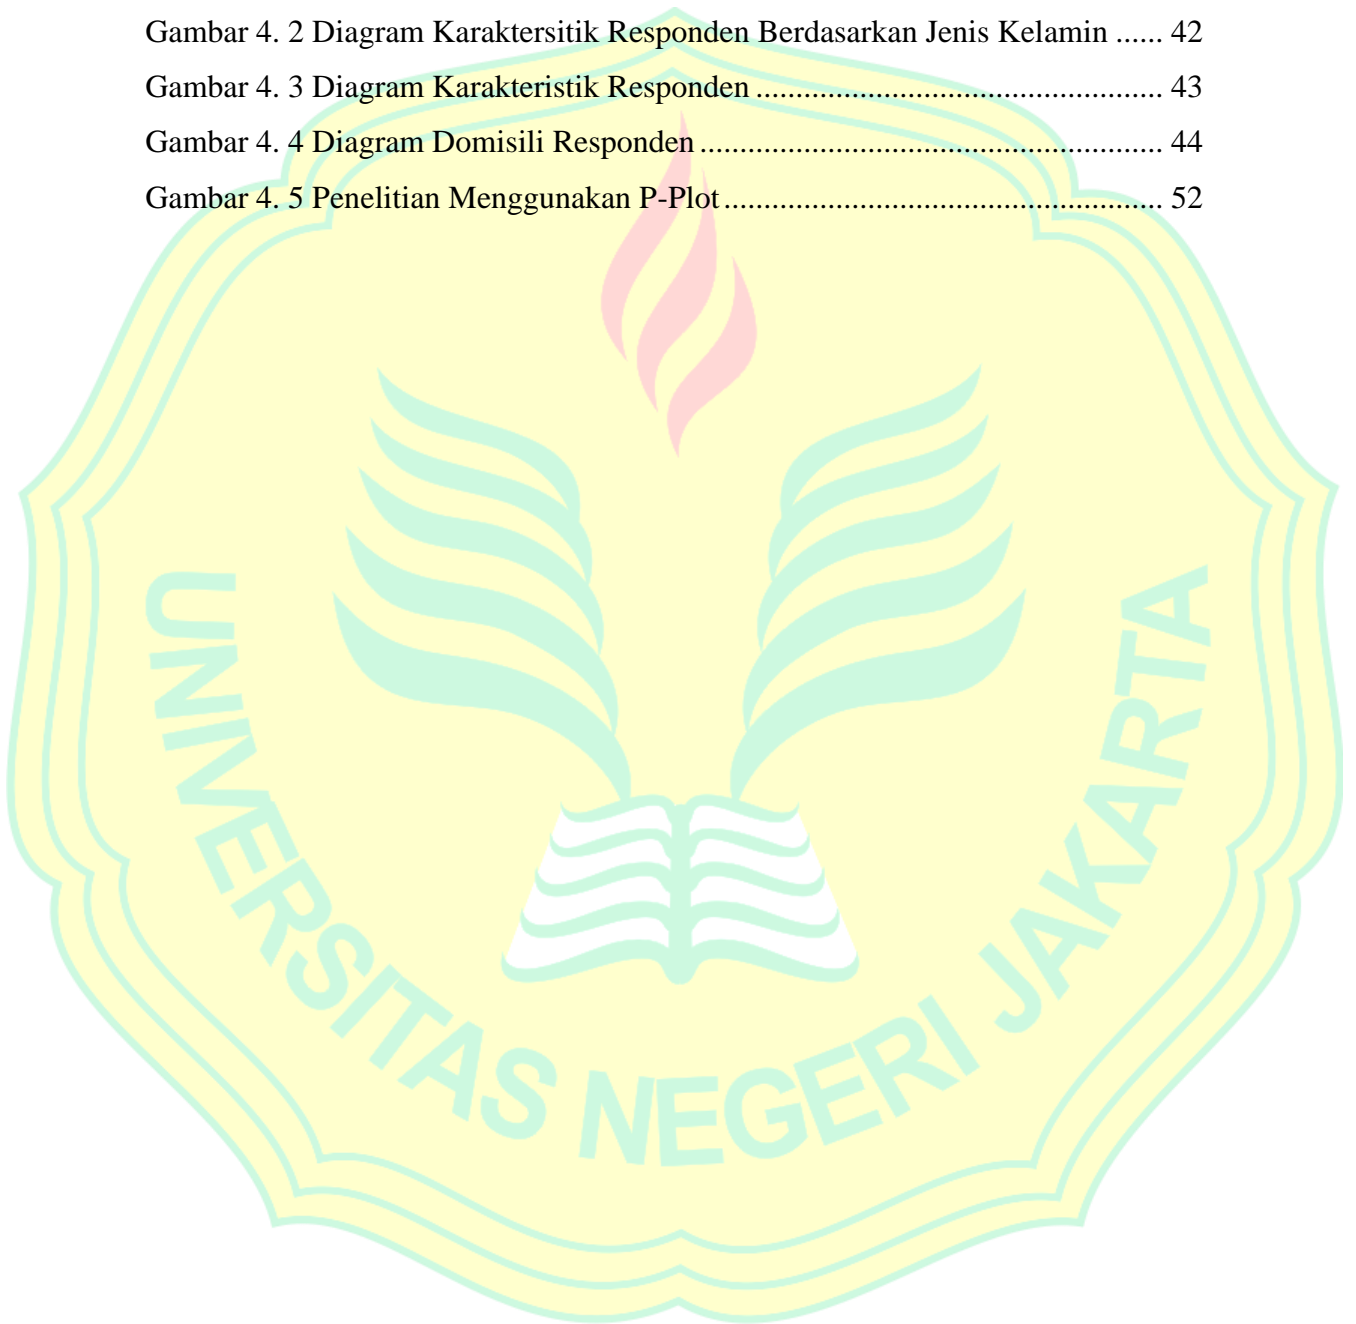 Gambar 4. 2 Diagram Karaktersitik Responden Berdasarkan Jenis Kelamin ...... 42
Gambar 4. 3 Diagram Karakteristik Responden .................................................. 43
Gambar 4. 4 Diagram Domisili Responden ......................................................... 44
Gambar 4. 5 Penelitian Menggunakan P-Plot ...................................................... 52
UNIVERSITAS NEGERI JAKARTA